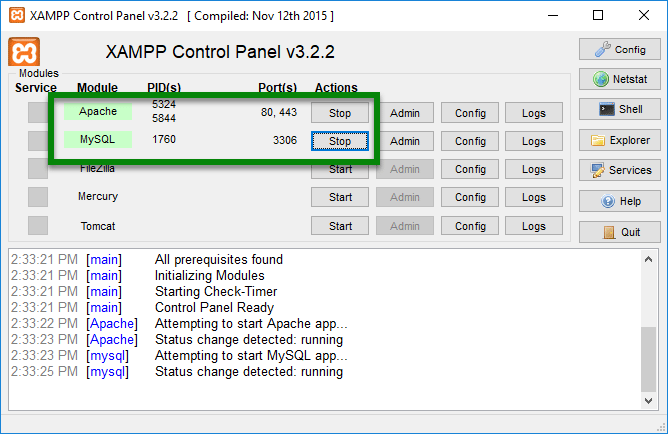 XAMPP Control Panel v3.2.2 [ Compiled: Nov 12th 2015 ]
XAMPP Control Panel v3.2.2
Config
Modules
Service Module PID(s) Port(s) Actions
Netstat
Apache 5324 5844 80, 443 Stop Admin Config Logs
Shell
MySQL 1760 3306 Stop Admin Config Logs
Explorer
FileZilla Start Admin Config Logs
Services
Mercury Start Admin Config Logs
Help
Tomcat Start Admin Config Logs
Quit
2:33:21 PM [main] All prerequisites found
2:33:21 PM [main] Initializing Modules
2:33:21 PM [main] Starting Check-Timer
2:33:21 PM [main] Control Panel Ready
2:33:22 PM [Apache] Attempting to start Apache app...
2:33:23 PM [Apache] Status change detected: running
2:33:23 PM [mysql] Attempting to start MySQL app...
2:33:25 PM [mysql] Status change detected: running